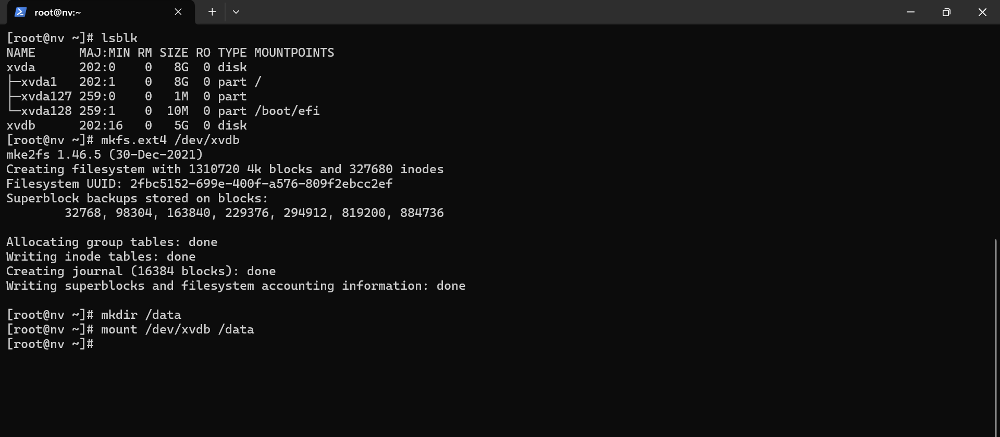 root@nv:~
[root@nv ~]# lsblk
NAME      MAJ:MIN RM SIZE RO TYPE MOUNTPOINTS
xvda      202:0    0   8G  0 disk
├─xvda1   202:1    0   8G  0 part /
├─xvda127 259:0    0   1M  0 part
└─xvda128 259:1    0  10M  0 part /boot/efi
xvdb      202:16   0   5G  0 disk
[root@nv ~]# mkfs.ext4 /dev/xvdb
mke2fs 1.46.5 (30-Dec-2021)
Creating filesystem with 1310720 4k blocks and 327680 inodes
Filesystem UUID: 2fbc5152-699e-400f-a576-809f2ebcc2ef
Superblock backups stored on blocks:
        32768, 98304, 163840, 229376, 294912, 819200, 884736
Allocating group tables: done
Writing inode tables: done
Creating journal (16384 blocks): done
Writing superblocks and filesystem accounting information: done
[root@nv ~]# mkdir /data
[root@nv ~]# mount /dev/xvdb /data
[root@nv ~]#